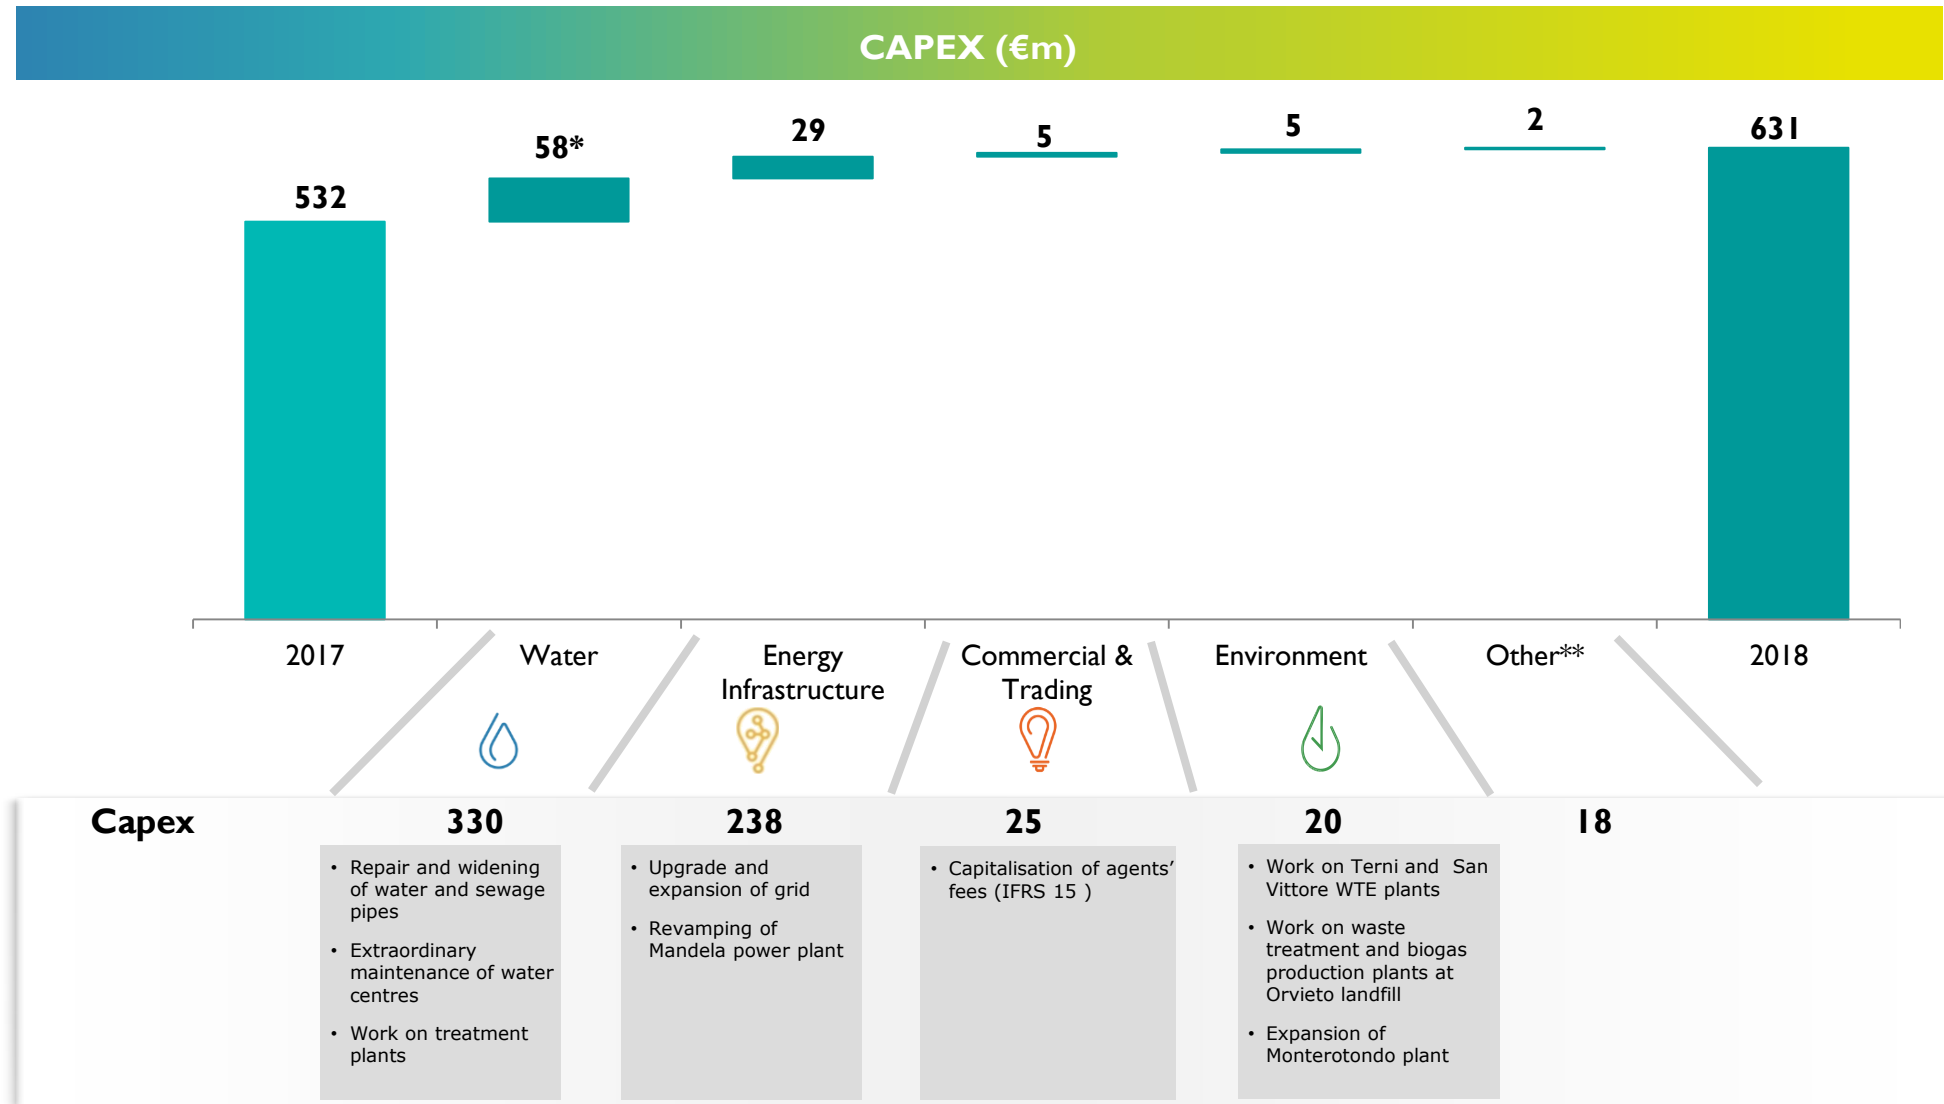 CAPEX (€m)
532
58*
29
5
5
2
631
2017
Water
Energy
Infrastructure
Commercial &
Trading
Environment
Other**
2018
Capex
330
238
25
20
18
• Repair and widening
of water and sewage
pipes
• Extraordinary
maintenance of water
centres
• Work on treatment
plants
• Upgrade and
expansion of grid
• Revamping of
Mandela power plant
• Capitalisation of agents’
fees (IFRS 15 )
• Work on Terni and San
Vittore WTE plants
• Work on waste
treatment and biogas
production plants at
Orvieto landfill
• Expansion of
Monterotondo plant